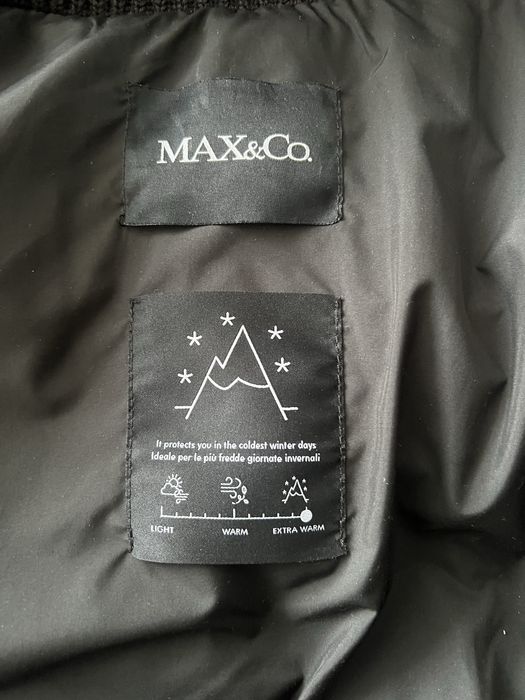 MAX&Co.
It protects you in the coldest winter days
Ideale per le più fredde giornate invernali
LIGHT WARM EXTRA WARM